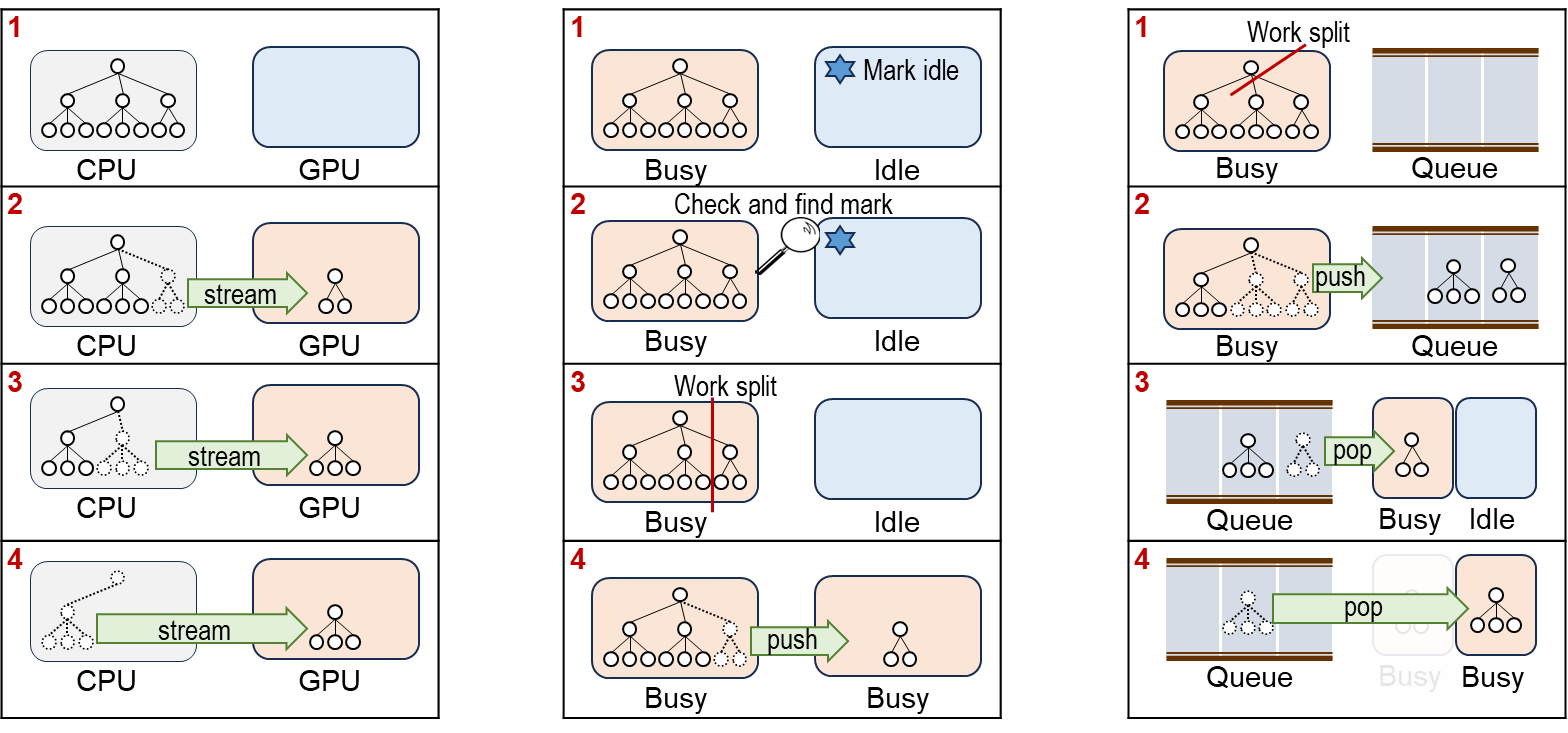 1
CPU
GPU
2
stream
CPU
GPU
3
stream
CPU
GPU
4
stream
CPU
GPU
1
Mark idle
Busy
Idle
2
Check and find mark
Busy
Idle
3
Work split
Busy
Idle
4
push
Busy
Busy
1
Work split
Busy
Queue
2
push
Busy
Queue
3
pop
Queue
Busy
Idle
4
pop
Queue
Busy
Busy